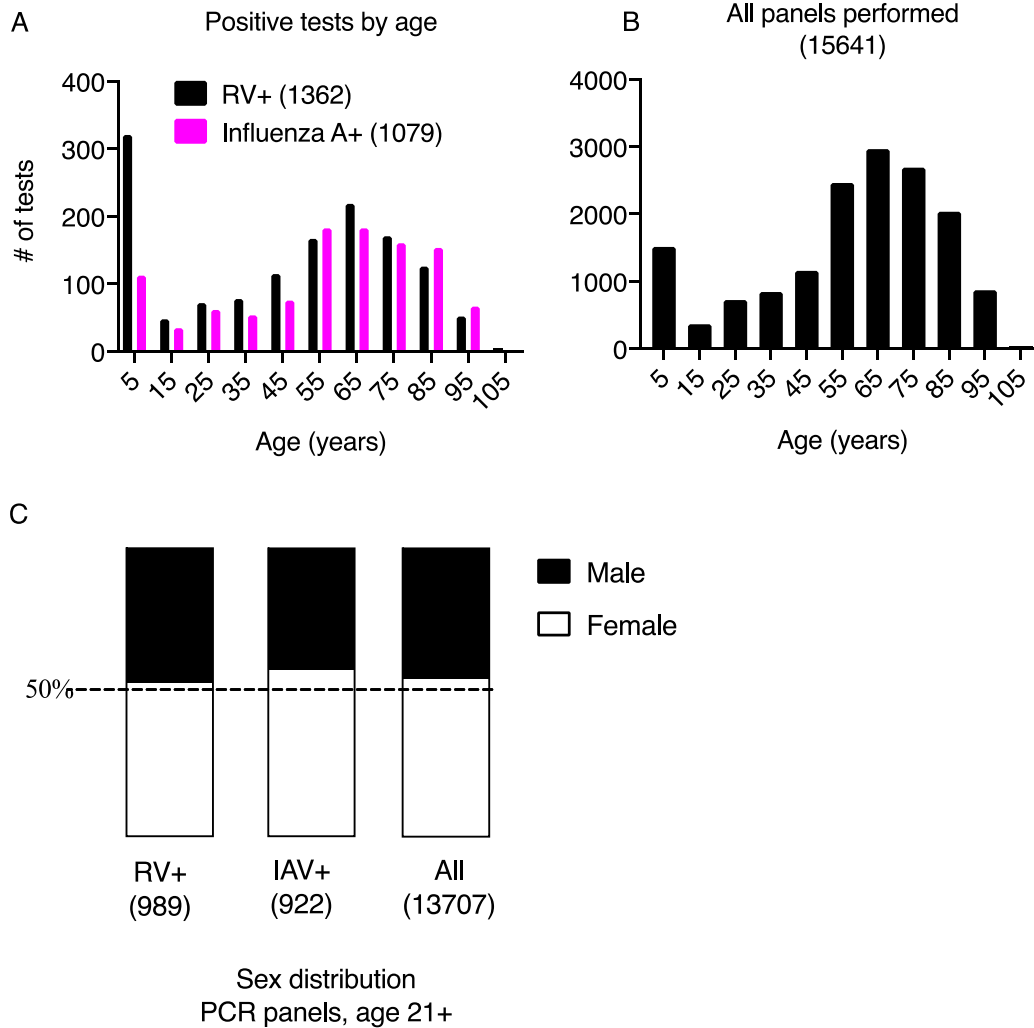 A
Positive tests by age
# of tests
400
300
200
100
0
RV+ (1362)
Influenza A+ (1079)
5
15
25
35
45
55
65
75
85
95
105
Age (years)
B
All panels performed
(15641)
4000
3000
2000
1000
0
5
15
25
35
45
55
65
75
85
95
105
Age (years)
C
50%
Male
Female
RV+
(989)
IAV+
(922)
All
(13707)
Sex distribution
PCR panels, age 21+